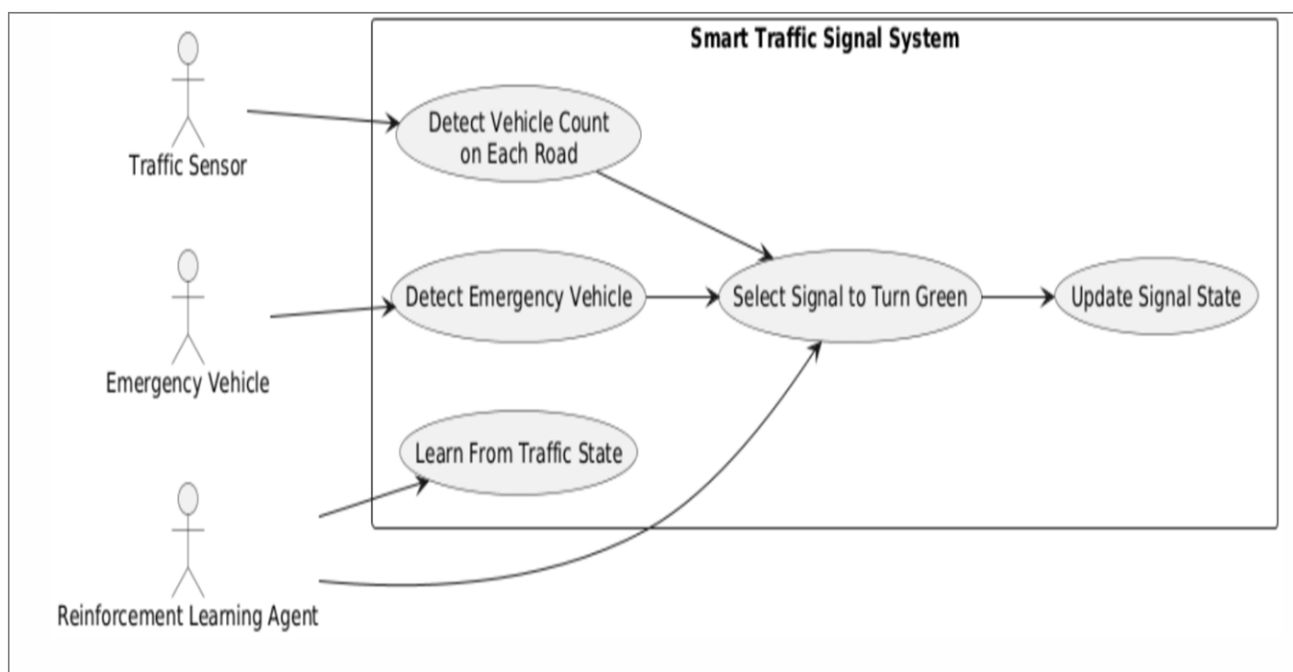 Smart Traffic Signal System
Traffic Sensor
Detect Vehicle Count
on Each Road
Emergency Vehicle
Detect Emergency Vehicle
Select Signal to Turn Green
Update Signal State
Learn From Traffic State
Reinforcement Learning Agent